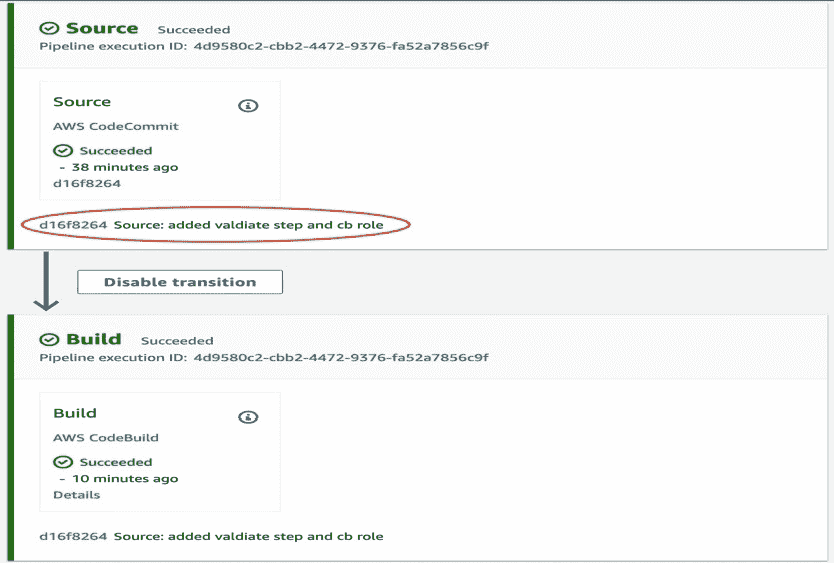 Source Succeeded
Pipeline execution ID: 4d9580c2-cbb2-4472-9376-fa52a7856c9f
Source
AWS CodeCommit
Succeeded
- 38 minutes ago
d16f8264
d16f8264 Source: added valdiate step and cb role
Disable transition
Build Succeeded
Pipeline execution ID: 4d9580c2-cbb2-4472-9376-fa52a7856c9f
Build
AWS CodeBuild
Succeeded
- 10 minutes ago
Details
d16f8264 Source: added valdiate step and cb role